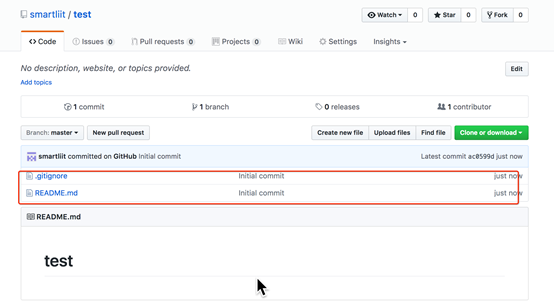 smartliit / test
Watch 0 Star 0 Fork 0
Code Issues 0 Pull requests 0 Projects 0 Wiki Settings Insights
No description, website, or topics provided. Edit
Add topics
1 commit 1 branch 0 releases 1 contributor
Branch: master New pull request Create new file Upload files Find file Clone or download
smartliit committed on GitHub Initial commit Latest commit ac0599d just now
.gitignore Initial commit just now
README.md Initial commit just now
README.md
test